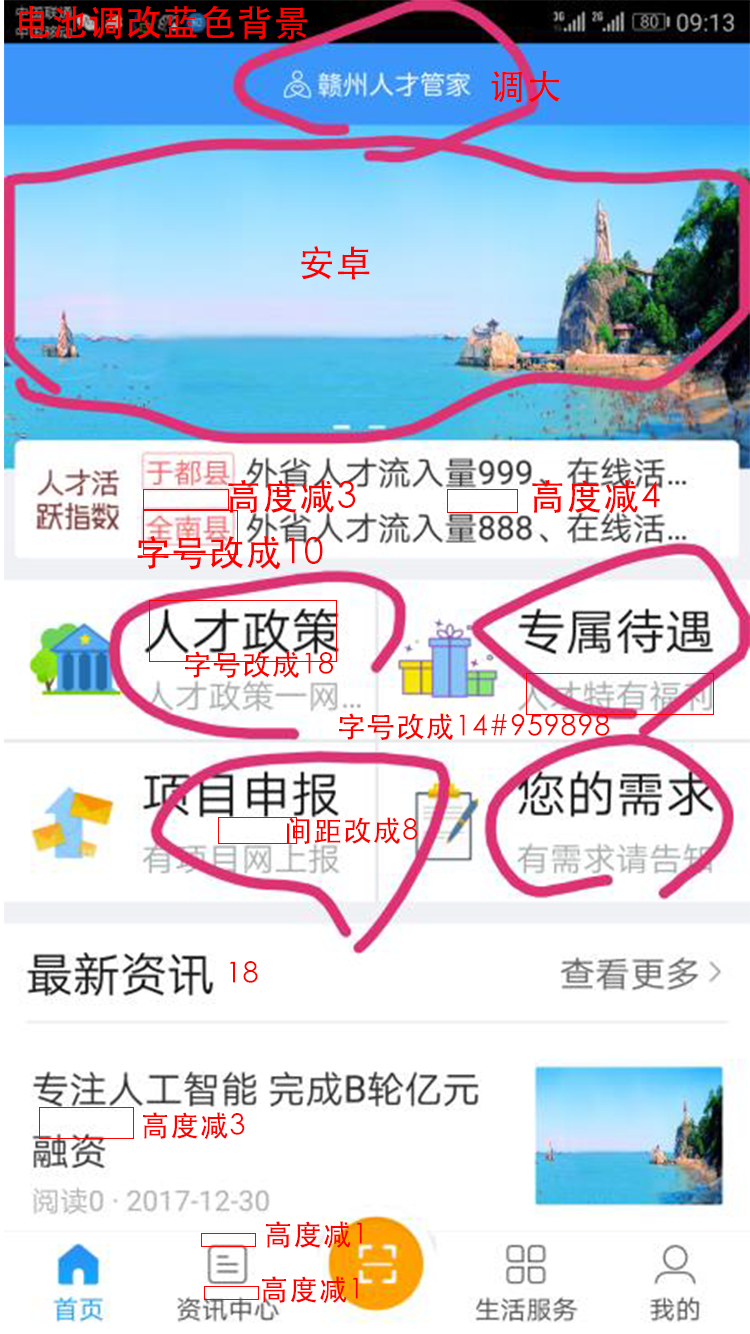 电池调改蓝色背景
3G 2G 80 09:13
赣州人才管家 调大
安卓
人才活
跃指数
于都县 外省人才流入量999、在线活...
高度减3 高度减4
全南县 外省人才流入量888、在线活...
字号改成10
人才政策
字号改成18
人才政策一网...
专属待遇
人才特有福利
字号改成14#959898
项目申报
间距改成8
有项目网上报
您的需求
有需求请告知
最新资讯 18 查看更多
专注人工智能 完成B轮亿元
高度减3
融资
阅读0 · 2017-12-30
高度减1
高度减1
首页 资讯中心 生活服务 我的